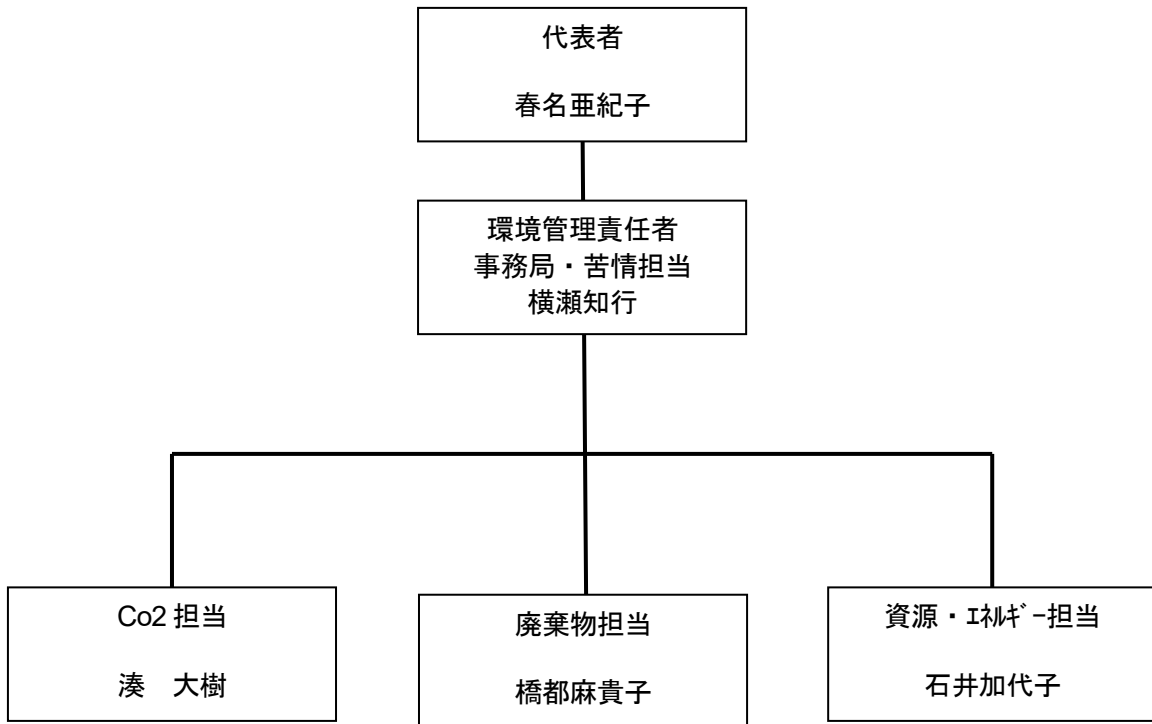 代表者
春名亜紀子
環境管理責任者
事務局・苦情担当
横瀬知行
Co2 担当
湊　大樹
廃棄物担当
橋都麻貴子
資源・ｴﾈﾙｷﾞｰ担当
石井加代子